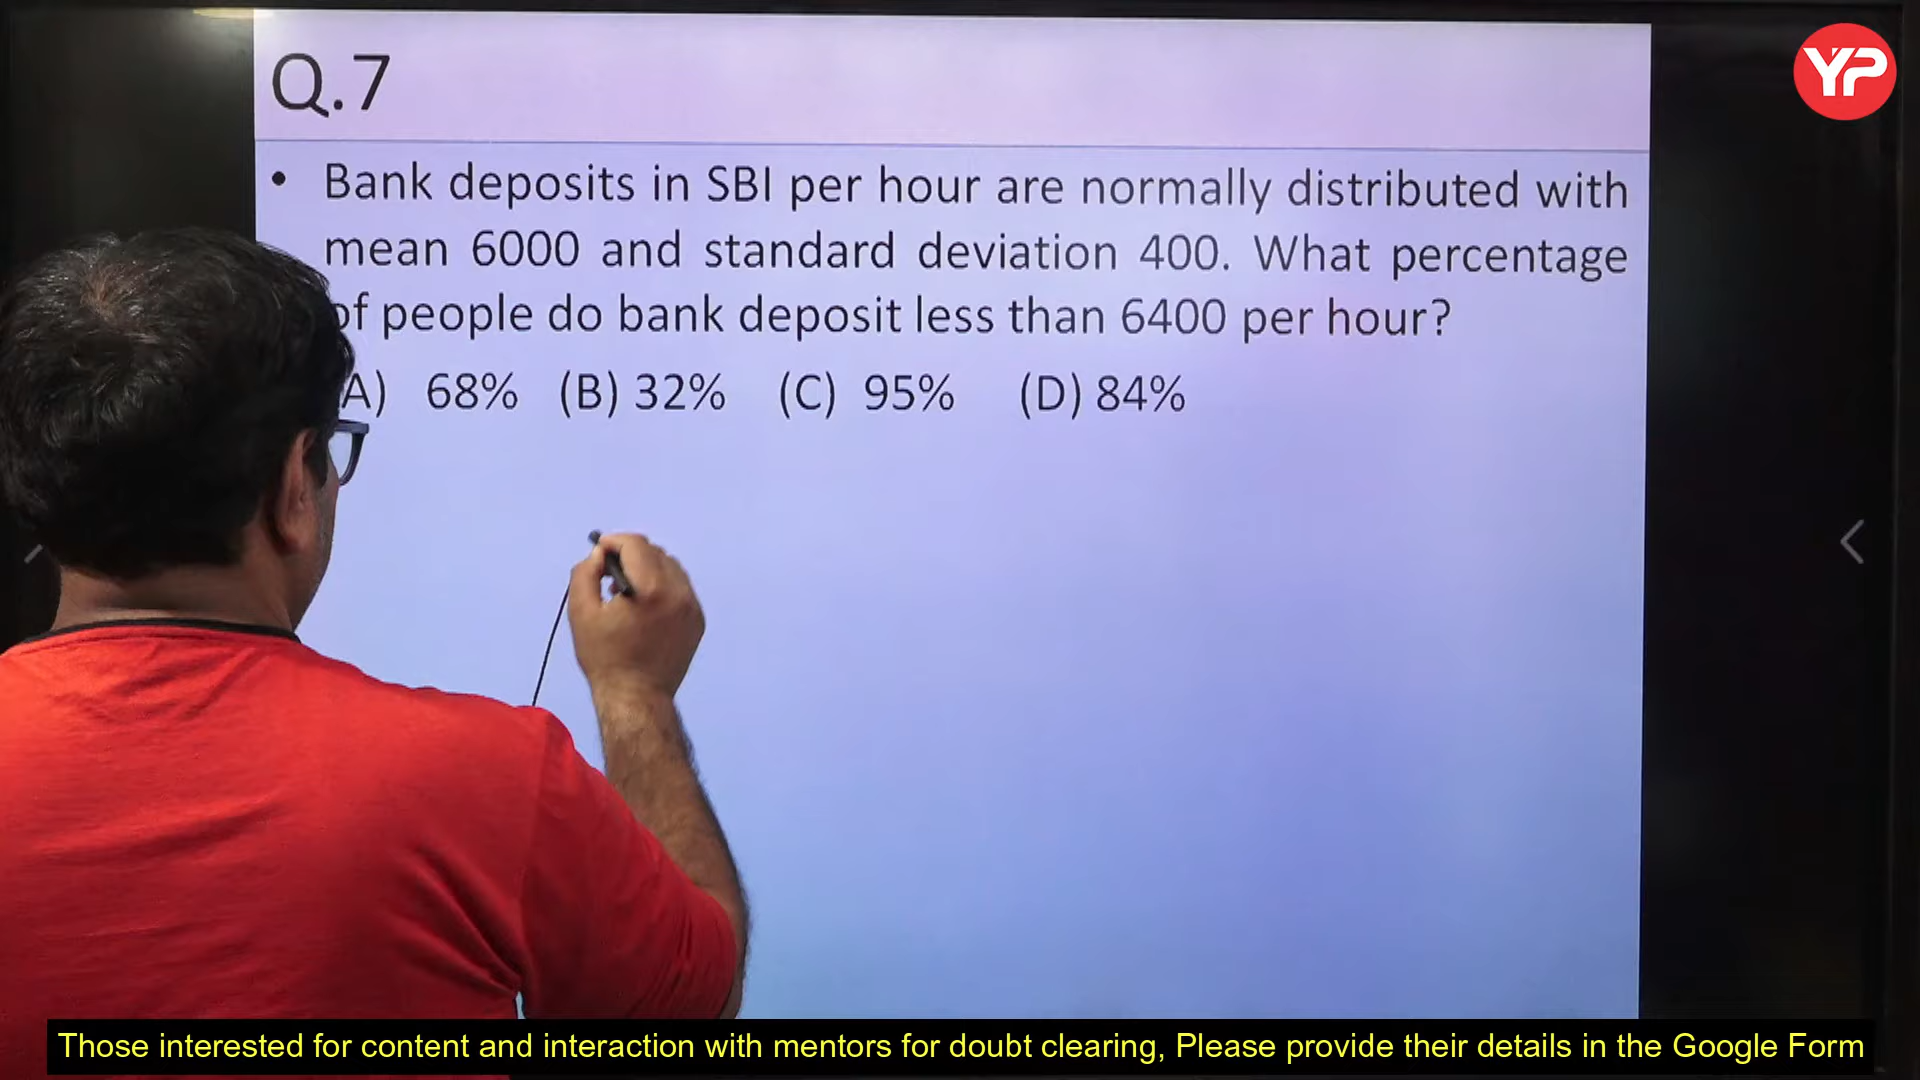 YP
Q.7
• Bank deposits in SBI per hour are normally distributed with
mean 6000 and standard deviation 400. What percentage
of people do bank deposit less than 6400 per hour?
A) 68% (B) 32% (C) 95% (D) 84%
Those interested for content and interaction with mentors for doubt clearing, Please provide their details in the Google Form